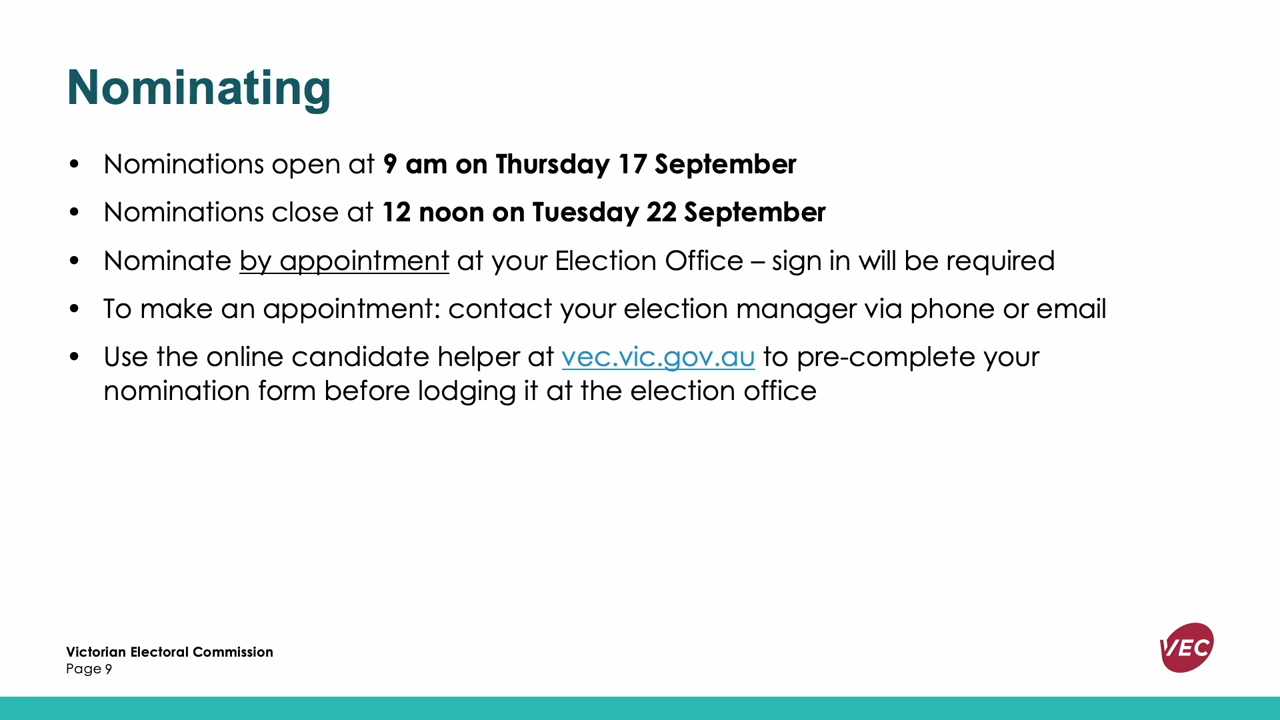 Nominating
• Nominations open at 9 am on Thursday 17 September
• Nominations close at 12 noon on Tuesday 22 September
• Nominate by appointment at your Election Office – sign in will be required
• To make an appointment: contact your election manager via phone or email
• Use the online candidate helper at vec.vic.gov.au to pre-complete your
nomination form before lodging it at the election office
Victorian Electoral Commission
Page 9
VEC